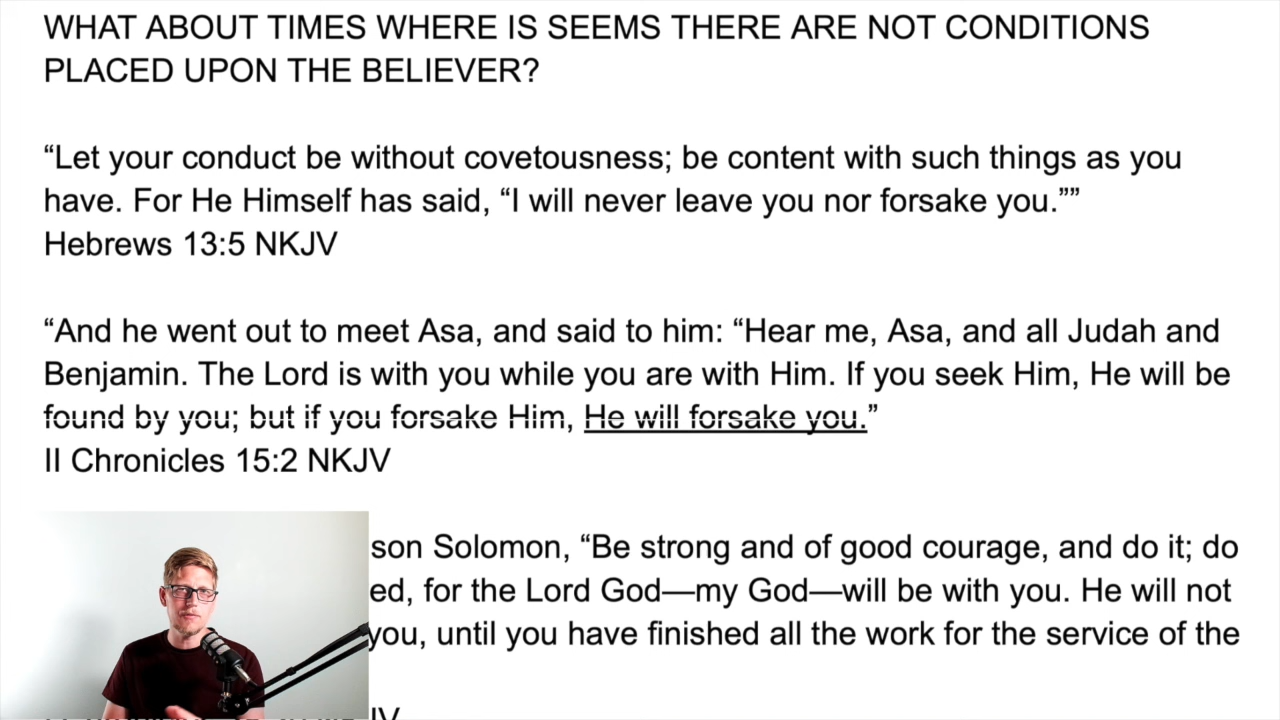 WHAT ABOUT TIMES WHERE IS SEEMS THERE ARE NOT CONDITIONS
PLACED UPON THE BELIEVER?
“Let your conduct be without covetousness; be content with such things as you
have. For He Himself has said, “I will never leave you nor forsake you.””
Hebrews 13:5 NKJV
“And he went out to meet Asa, and said to him: “Hear me, Asa, and all Judah and
Benjamin. The Lord is with you while you are with Him. If you seek Him, He will be
found by you; but if you forsake Him, He will forsake you.”
II Chronicles 15:2 NKJV
son Solomon, “Be strong and of good courage, and do it; do
ed, for the Lord God—my God—will be with you. He will not
you, until you have finished all the work for the service of the